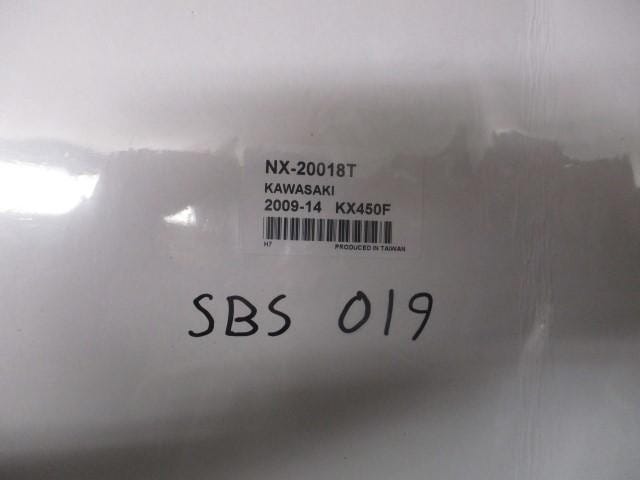 NX-20018T
KAWASAKI
2009-14 KX450F
H7 PRODUCED IN TAIWAN
SBS 019